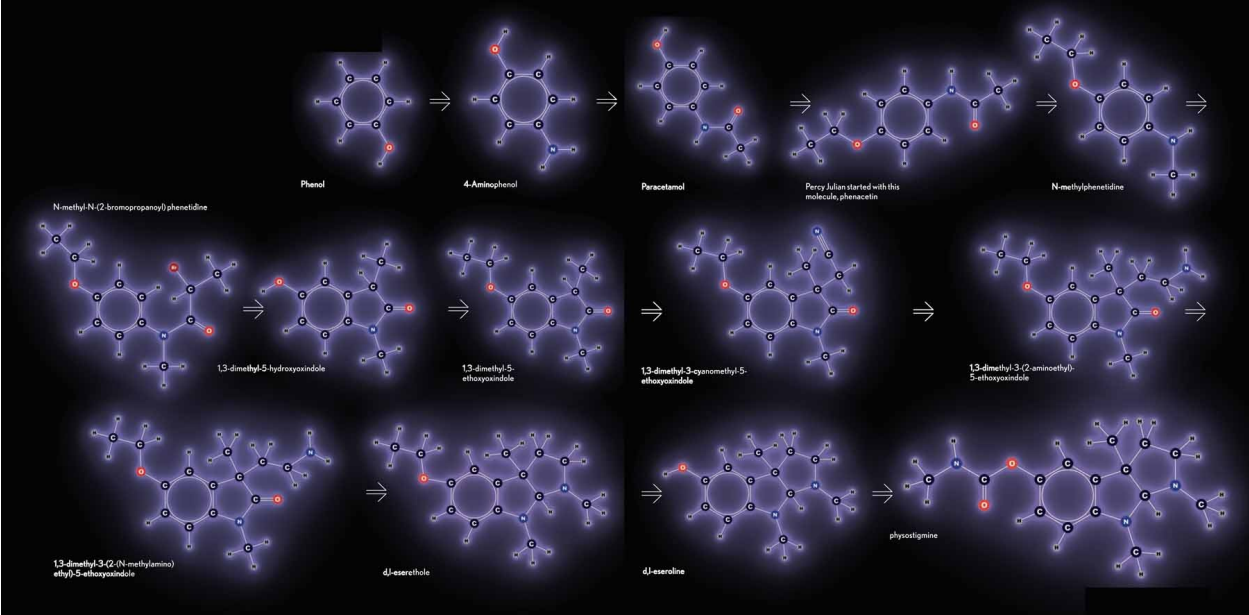 Phenol
4-Aminophenol
Paracetamol
Percy Julian started with this
molecule, phenacetin
N-methylphenetidine
N-methyl-N-(2-bromopropanoyl) phenetidine
1,3-dimethyl-5-hydroxyoxindole
1,3-dimethyl-5-
ethoxyoxindole
1,3-dimethyl-3-cyanomethyl-5-
ethoxyoxindole
1,3-dimethyl-3-(2-aminoethyl)-
5-ethoxyoxindole
1,3-dimethyl-3-(2-(N-methylamino)
ethyl)-5-ethoxyoxindole
d,l-eserethole
d,l-eseroline
physostigmine